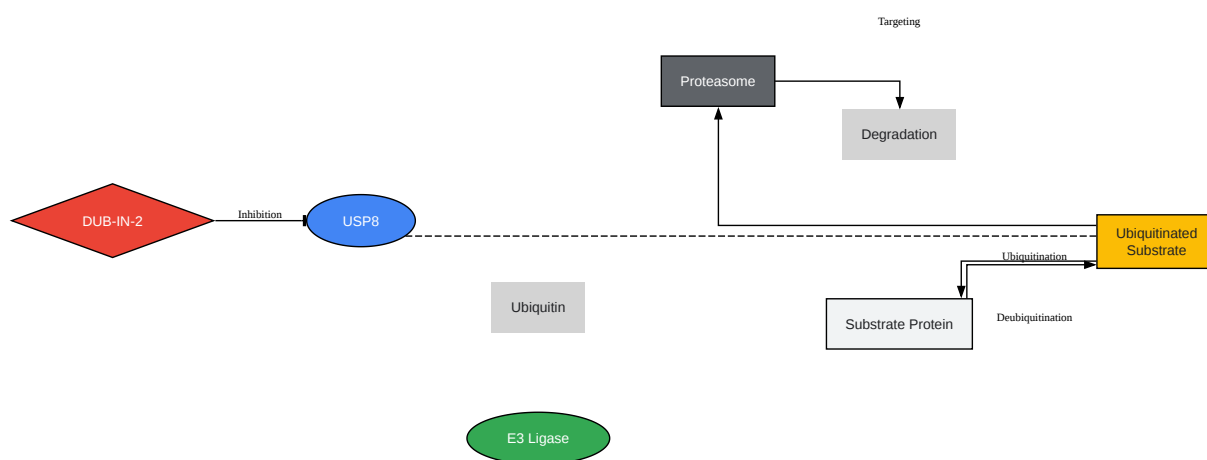 Targeting
Proteasome
Degradation
DUB-IN-2
Inhibition
USP8
Ubiquitinated
Substrate
Ubiquitination
Ubiquitin
Substrate Protein
Deubiquitination
E3 Ligase